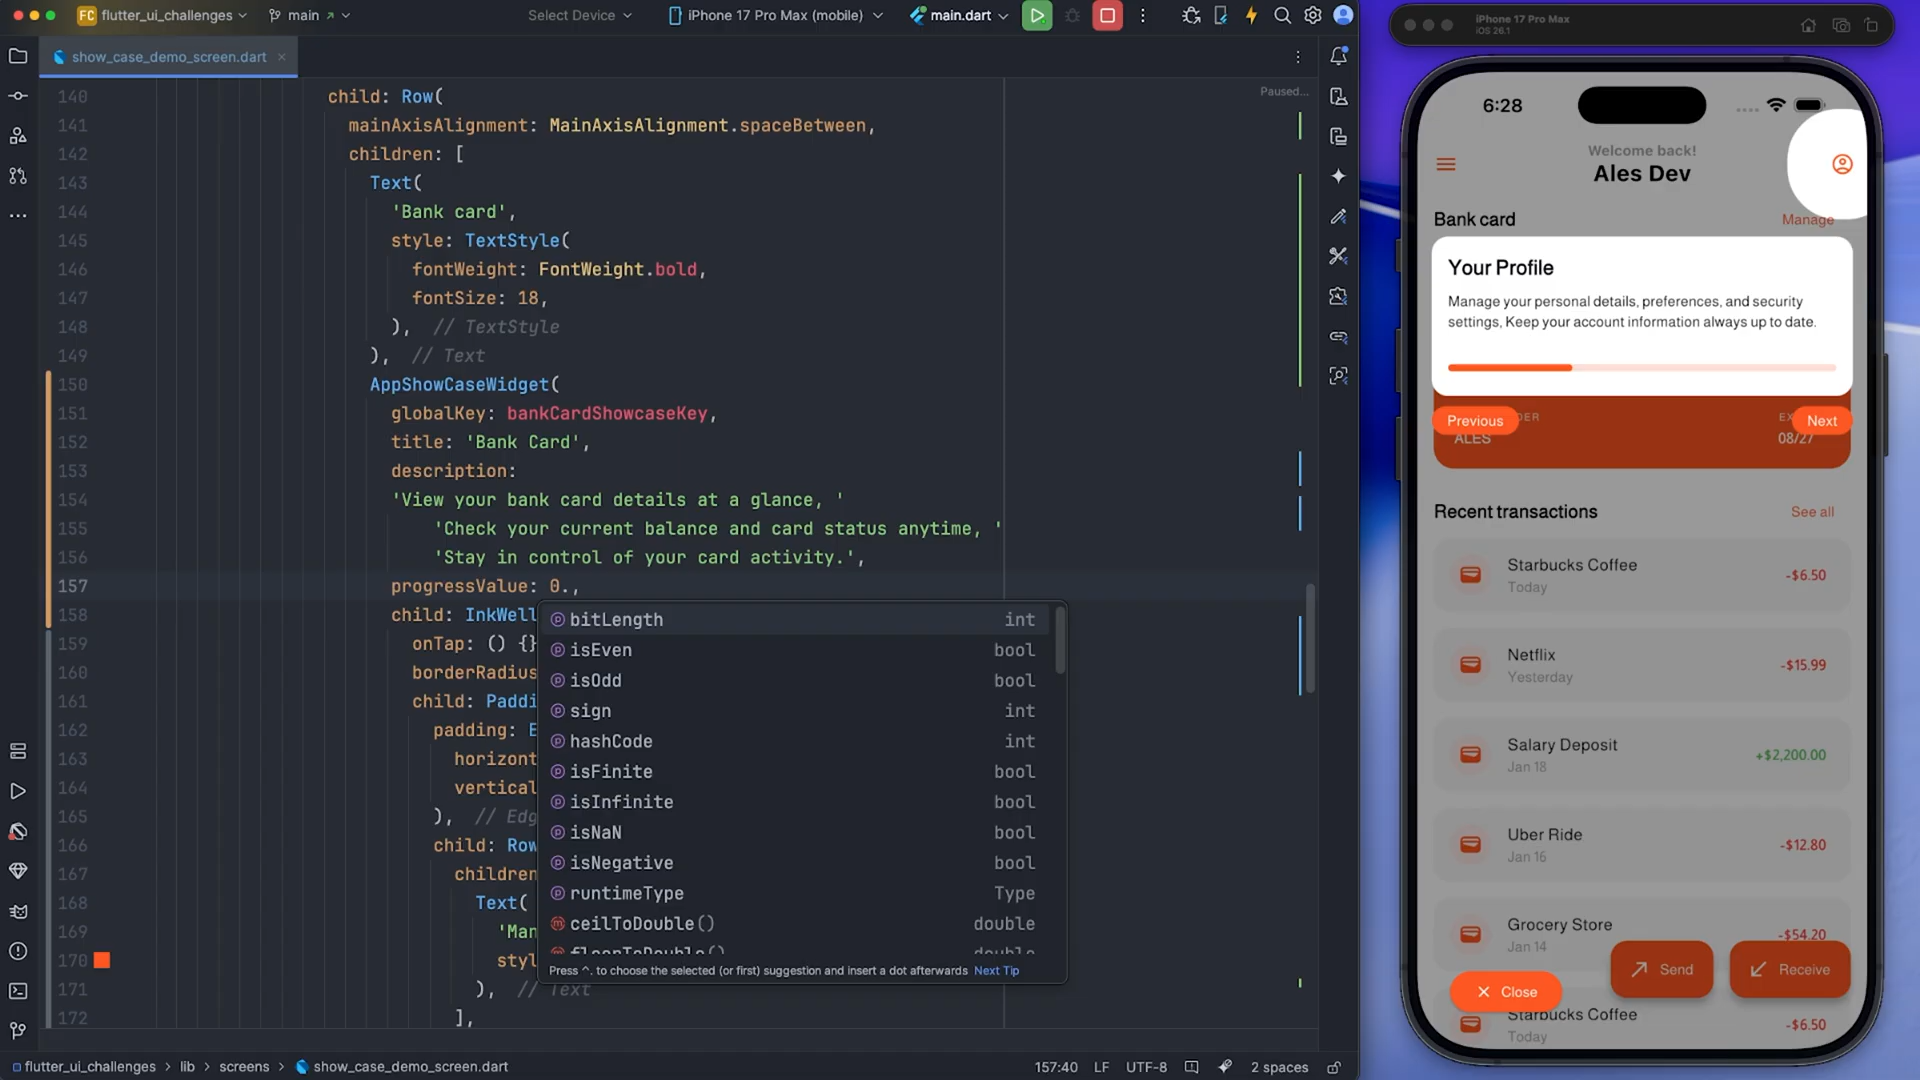 FC flutter_ui_challenges
main
Select Device
iPhone 17 Pro Max (mobile)
main.dart
show_case_demo_screen.dart
Paused...
140 child: Row(
141 mainAxisAlignment: MainAxisAlignment.spaceBetween,
142 children: [
143 Text(
144 'Bank card',
145 style: TextStyle(
146 fontWeight: FontWeight.bold,
147 fontSize: 18,
148 ), // TextStyle
149 ), // Text
150 AppShowCaseWidget(
151 globalKey: bankCardShowcaseKey,
152 title: 'Bank Card',
153 description:
154 'View your bank card details at a glance, '
155 'Check your current balance and card status anytime, '
156 'Stay in control of your card activity.',
157 progressValue: 0.,
158 child: InkWell
159 onTap: () {}
160 borderRadius
161 child: Paddi
162 padding: E
163 horizont
164 vertical
165 ), // Edg
166 child: Row
167 children
168 Text(
169 'Man
170 styl
171 ), // Text
172 ],
bitLength int
isEven bool
isOdd bool
sign int
hashCode int
isFinite bool
isInfinite bool
isNaN bool
isNegative bool
runtimeType Type
ceilToDouble() double
floorToDouble() double
Press ^. to choose the selected (or first) suggestion and insert a dot afterwards Next Tip
flutter_ui_challenges > lib > screens > show_case_demo_screen.dart
157:40 LF UTF-8 2 spaces
iPhone 17 Pro Max
iOS 26.1
6:28
Welcome back!
Ales Dev
Bank card Manage
Your Profile
Manage your personal details, preferences, and security
settings, Keep your account information always up to date.
Previous DER EX Next
ALES 08/27
Recent transactions See all
Starbucks Coffee
Today
-$6.50
Netflix
Yesterday
-$15.99
Salary Deposit
Jan 18
+$2,200.00
Uber Ride
Jan 16
-$12.80
Grocery Store
Jan 14
-$54.20
Send
Receive
Close
Starbucks Coffee
Today
-$6.50